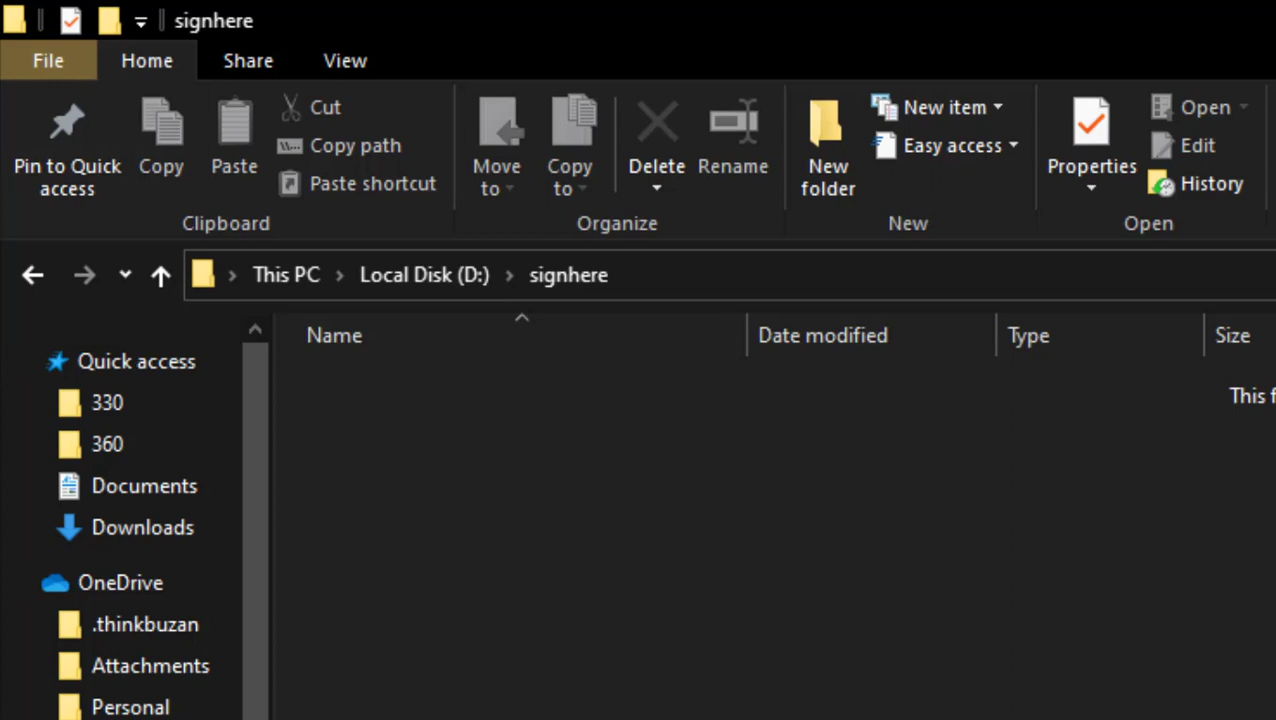 signhere
File Home Share View
Pin to Quick access
Copy
Paste
Cut
Copy path
Paste shortcut
Clipboard
Move to
Copy to
Delete
Rename
Organize
New folder
New item
Easy access
New
Properties
Open
Edit
History
Open
This PC > Local Disk (D:) > signhere
Name Date modified Type Size
This f
Quick access
330
360
Documents
Downloads
OneDrive
.thinkbuzan
Attachments
Personal